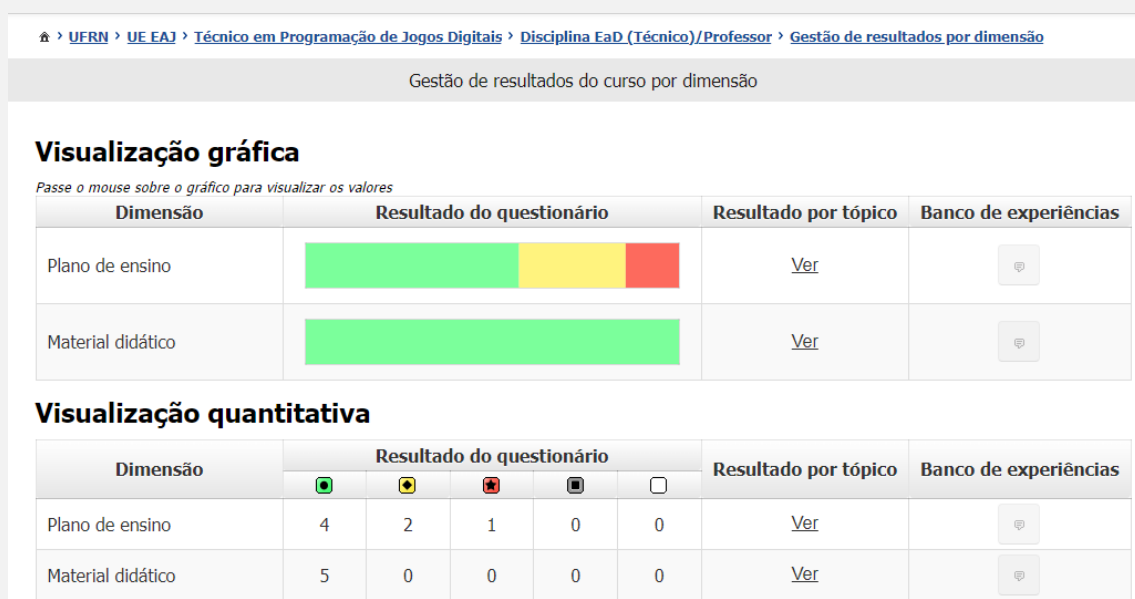 UFRN › UE EAJ › Técnico em Programação de Jogos Digitais › Disciplina EaD (Técnico)/Professor › Gestão de resultados por dimensão
Gestão de resultados do curso por dimensão
Visualização gráfica
Passe o mouse sobre o gráfico para visualizar os valores
Dimensão Resultado do questionário Resultado por tópico Banco de experiências
Plano de ensino Ver
Material didático Ver
Visualização quantitativa
Dimensão Resultado do questionário Resultado por tópico Banco de experiências
Plano de ensino 4 2 1 0 0 Ver
Material didático 5 0 0 0 0 Ver